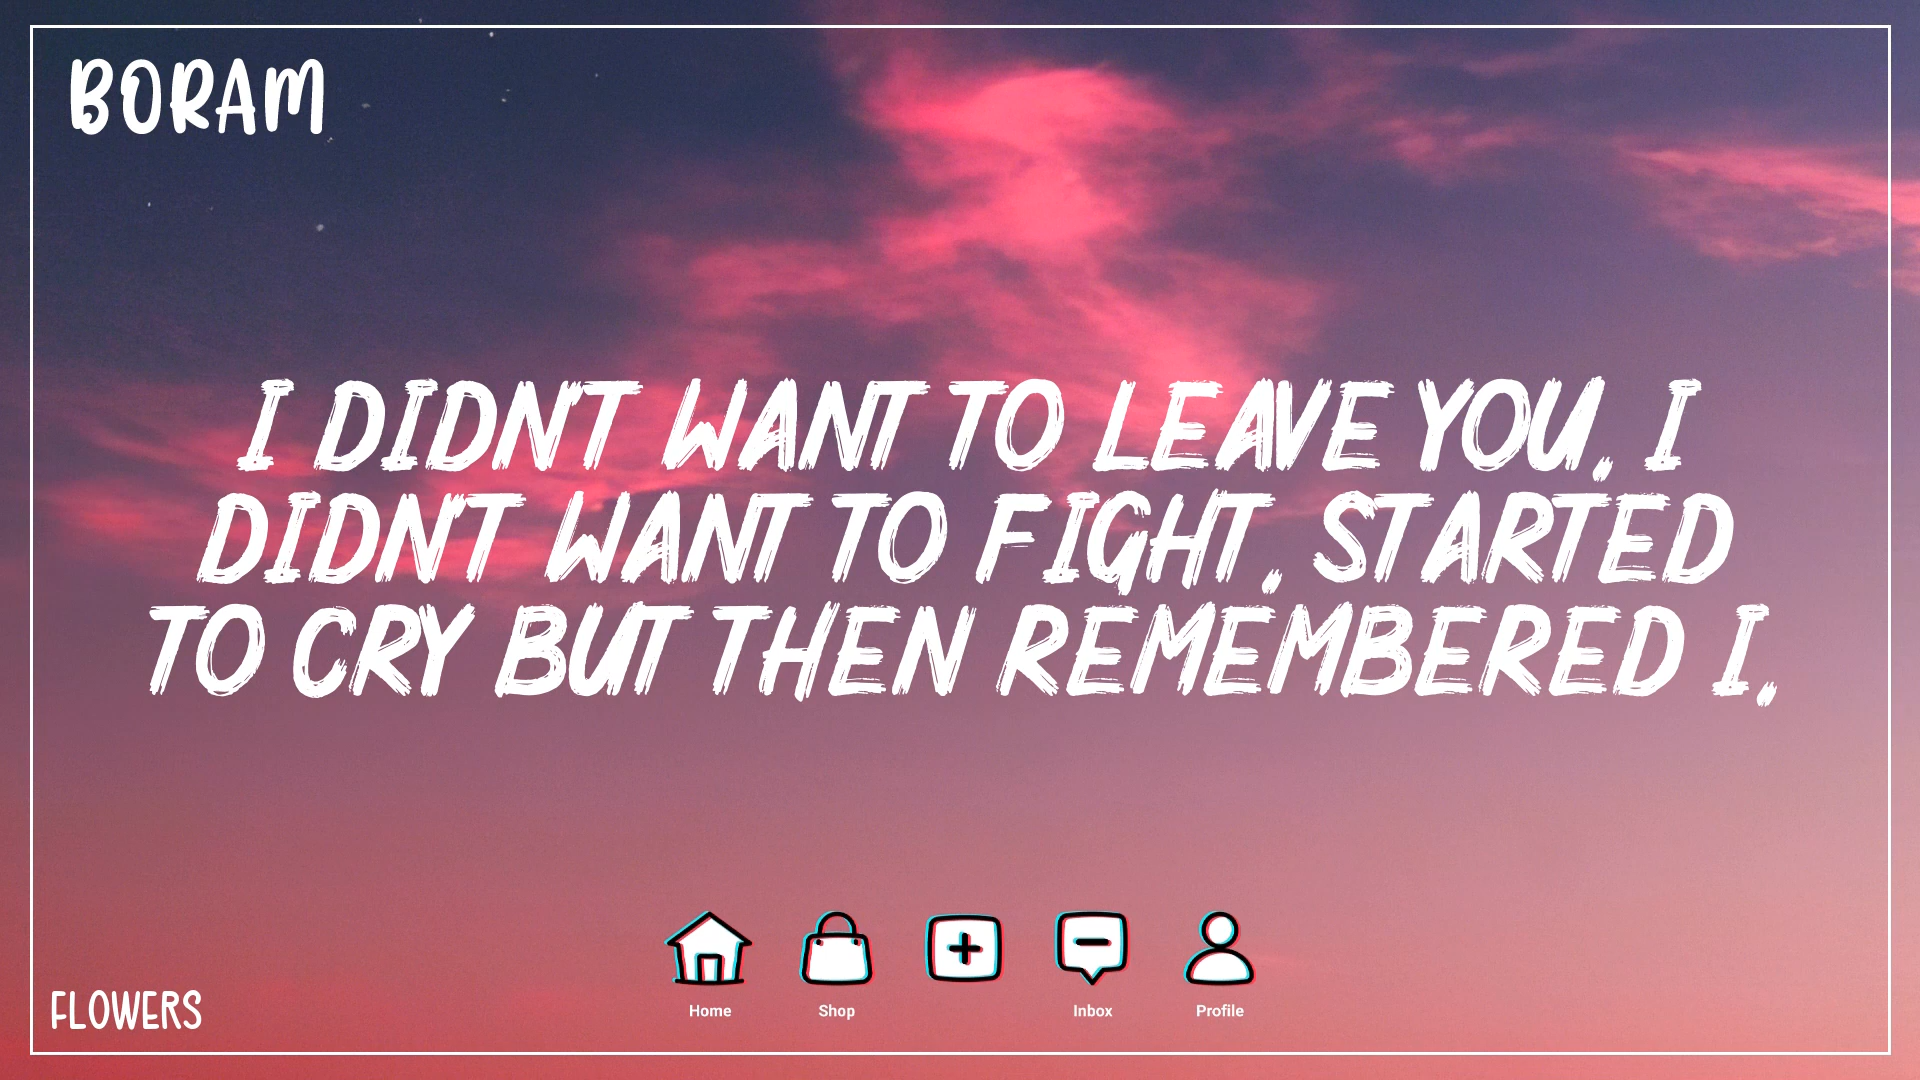 BORAM
I DIDN'T WANT TO LEAVE YOU, I
DIDN'T WANT TO FIGHT, STARTED
TO CRY BUT THEN REMEMBERED I,
Home
Shop
Inbox
Profile
FLOWERS